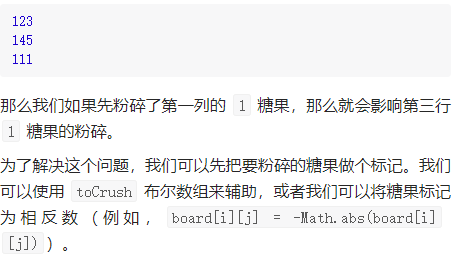 123
145
111
那么我们如果先粉碎了第一列的 1 糖果，那么就会影响第三行
1 糖果的粉碎。
为了解决这个问题，我们可以先把要粉碎的糖果做个标记。我们
可以使用 toCrush 布尔数组来辅助，或者我们可以将糖果标记
为相反数（例如， board[i][j] = -Math.abs(board[i]
[j])）。